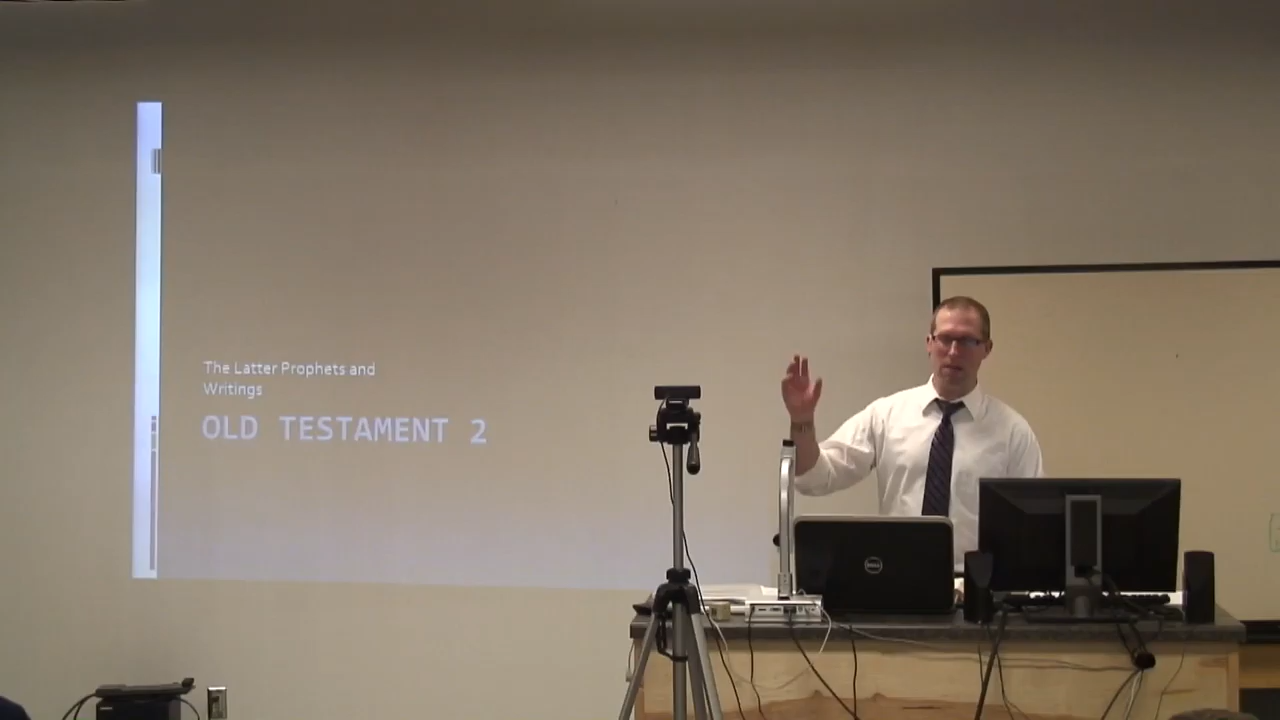 The Latter Prophets and
Writings
OLD TESTAMENT 2
DELL